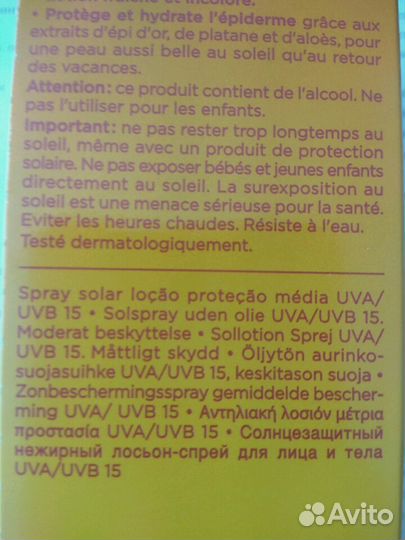 action fraîche et incolore.
• Protège et hydrate l'épiderme grâce aux
extraits d'épi d'or, de platane et d'aloès, pour
une peau aussi belle au soleil qu'au retour
des vacances.
Attention: ce produit contient de l'alcool. Ne
pas l'utiliser pour les enfants.
Important: ne pas rester trop longtemps au
soleil, même avec un produit de protection
solaire. Ne pas exposer bébés et jeunes enfants
directement au soleil. La surexposition au
soleil est une menace sérieuse pour la santé.
Eviter les heures chaudes. Résiste à l'eau.
Testé dermatologiquement.
Spray solar loção proteção média UVA/
UVB 15 • Solspray uden olie UVA/UVB 15.
Moderat beskyttelse • Sollotion Sprej UVA/
UVB 15. Måttligt skydd • Öljytön aurinko-
suojasuihke UVA/UVB 15, keskitason suoja •
Zonbeschermingsspray gemiddelde bescher-
ming UVA/ UVB 15 • Αντηλιακή λοσιόν μέτρια
προστασία UVA/UVB 15 • Солнцезащитный
нежирный лосьон-спрей для лица и тела
UVA/UVB 15
Avito